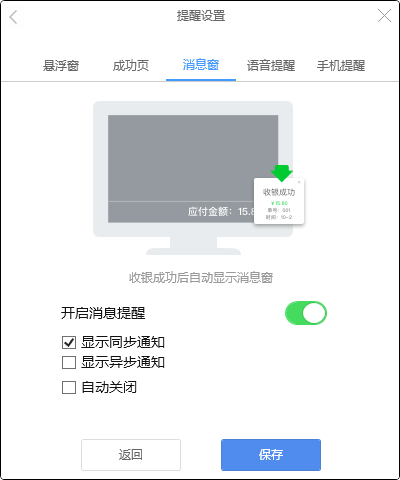 提醒设置
悬浮窗 成功页 消息窗 语音提醒 手机提醒
收银成功
¥15.80
单号: 001
时间: 10-2
应付金额: 15.8
收银成功后自动显示消息窗
开启消息提醒
显示同步通知
显示异步通知
自动关闭
返回 保存